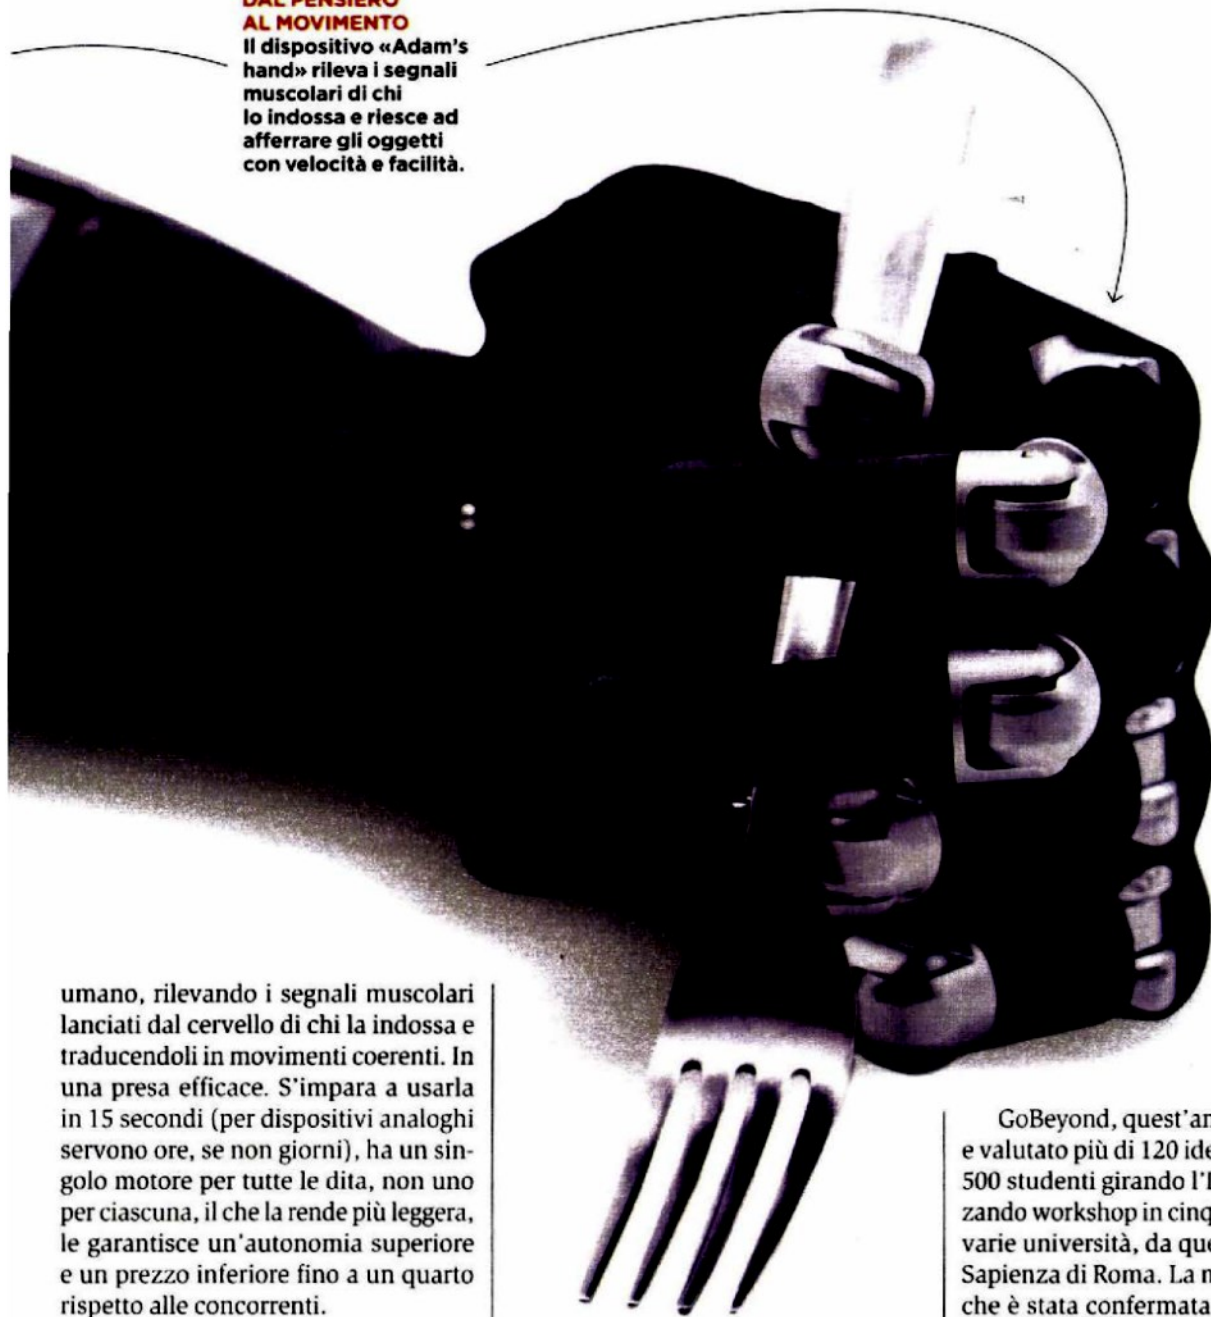 DAL PENSIERO
AL MOVIMENTO
Il dispositivo «Adam's
hand» rileva i segnali
muscolari di chi
lo indossa e riesce ad
afferrare gli oggetti
con velocità e facilità.
umano, rilevando i segnali muscolari
lanciati dal cervello di chi la indossa e
traducendoli in movimenti coerenti. In
una presa efficace. S'impara a usarla
in 15 secondi (per dispositivi analoghi
servono ore, se non giorni), ha un sin-
golo motore per tutte le dita, non uno
per ciascuna, il che la rende più leggera,
le garantisce un'autonomia superiore
e un prezzo inferiore fino a un quarto
rispetto alle concorrenti.
GoBeyond, quest'an
e valutato più di 120 ide
500 studenti girando l'I
zando workshop in cinq
varie università, da que
Sapienza di Roma. La n
che è stata confermata